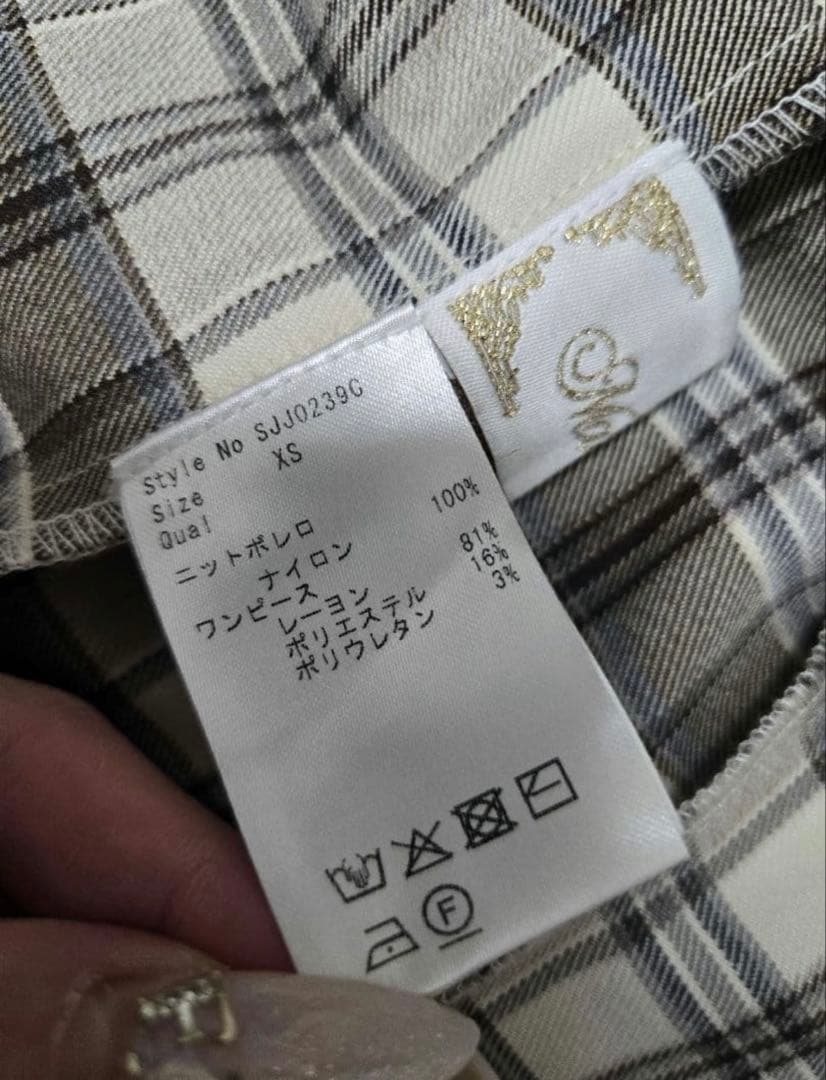 Style No SJJ0239G
Size XS
Qual
ニットボレロ
ナイロン 100%
ワンピース
レーヨン 81%
ポリエステル 16%
ポリウレタン 3%
F